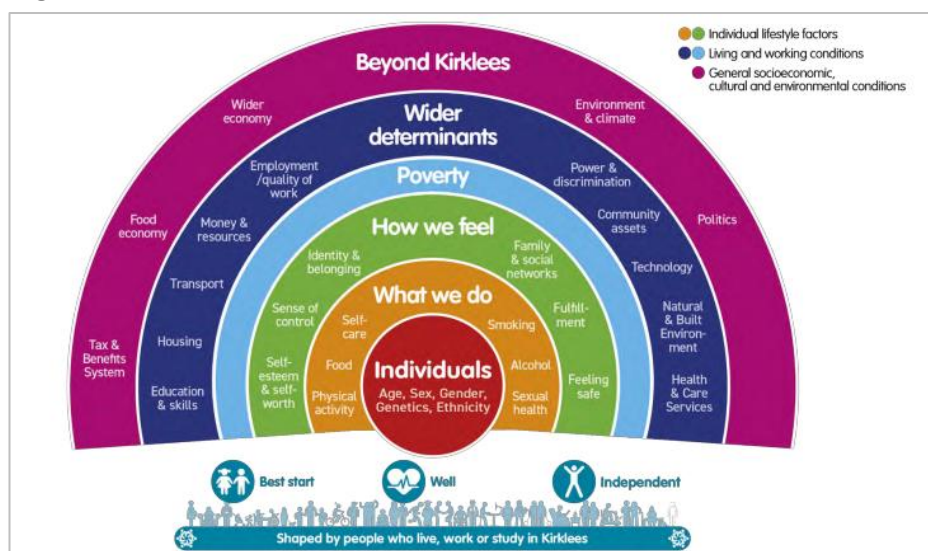 Individual lifestyle factors
Living and working conditions
General socioeconomic,
cultural and environmental conditions
Beyond Kirklees
Wider
economy
Environment
& climate
Food
economy
Politics
Tax &
Benefits
System
Wider
determinants
Employment
/quality of
work
Power &
discrimination
Money &
resources
Community
assets
Transport
Technology
Housing
Natural
& Built
Environ-
ment
Education
& skills
Health
& Care
Services
Poverty
How we feel
Identity &
belonging
Family
& social
networks
Sense of
control
Fulfill-
ment
Self-
esteem
& self-
worth
Feeling
safe
What we do
Self-
care
Smoking
Food
Alcohol
Physical
activity
Sexual
health
Individuals
Age, Sex, Gender,
Genetics, Ethnicity
Best start
Well
Independent
Shaped by people who live, work or study in Kirklees